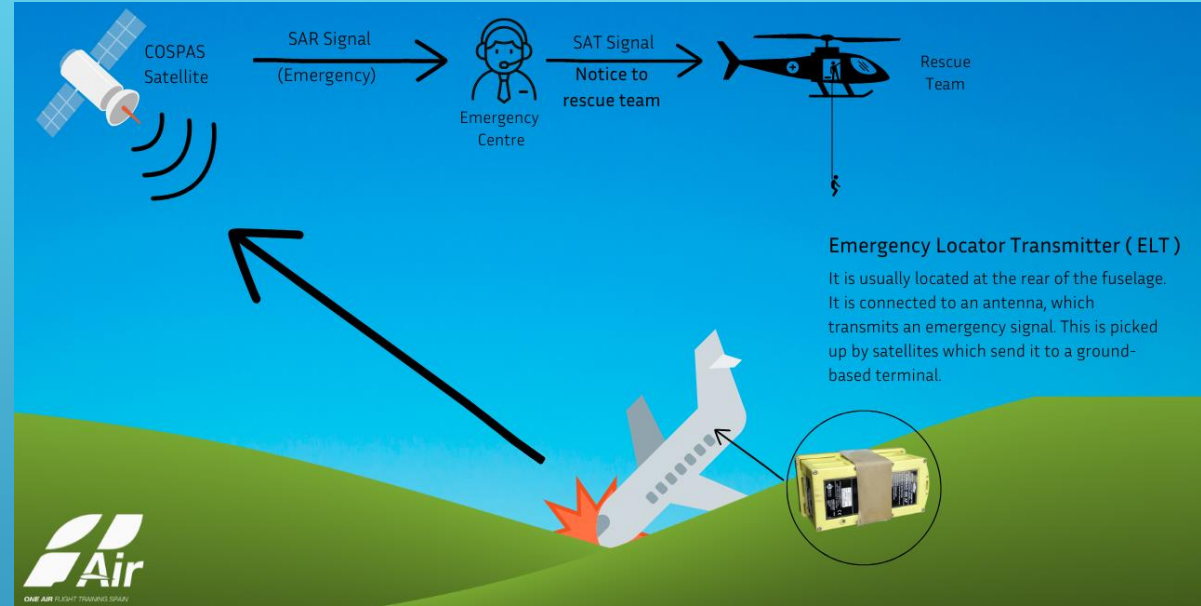 COSPAS
Satellite
SAR Signal
(Emergency)
Emergency
Centre
SAT Signal
Notice to
rescue team
Rescue
Team
Emergency Locator Transmitter ( ELT )
It is usually located at the rear of the fuselage.
It is connected to an antenna, which
transmits an emergency signal. This is picked
up by satellites which send it to a ground-
based terminal.
Air
ONE AIR FLIGHT TRAINING SPAIN